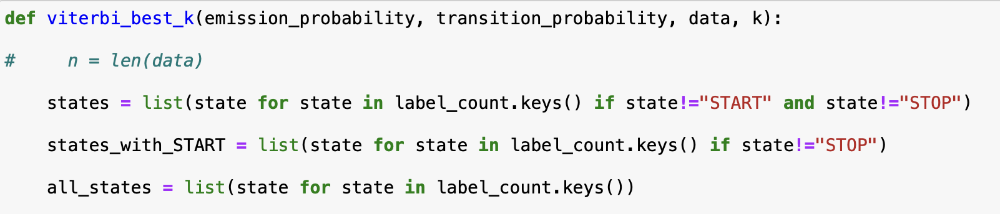 def viterbi_best_k(emission_probability, transition_probability, data, k):
#     n = len(data)
    states = list(state for state in label_count.keys() if state!="START" and state!="STOP")
    states_with_START = list(state for state in label_count.keys() if state!="STOP")
    all_states = list(state for state in label_count.keys())